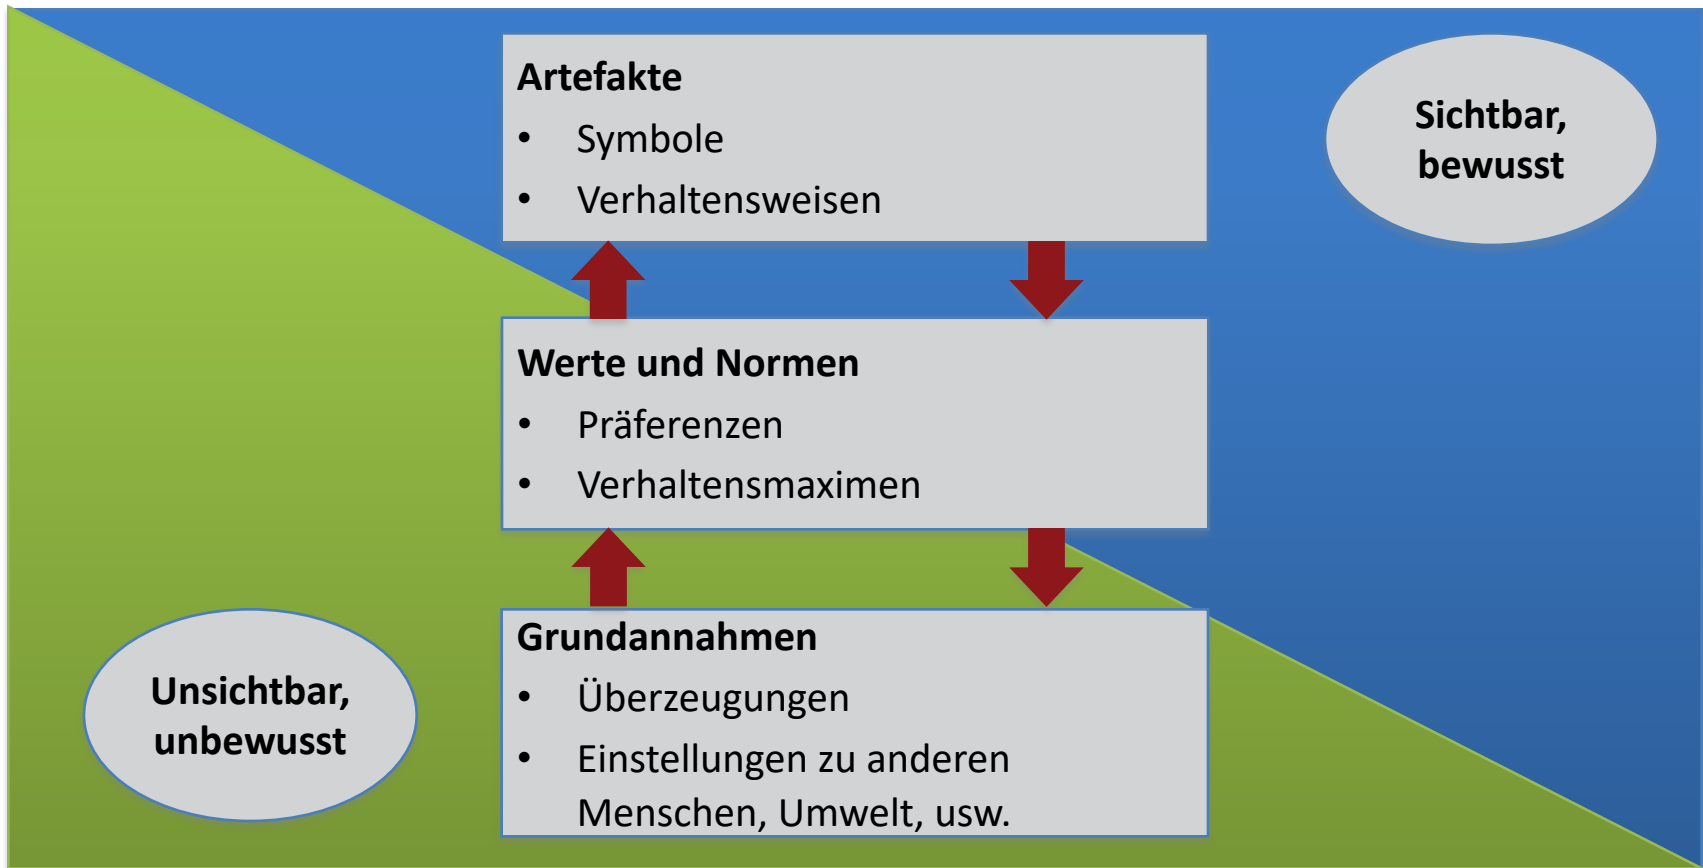 Artefakte
• Symbole
• Verhaltensweisen
Sichtbar,
bewusst
Werte und Normen
• Präferenzen
• Verhaltensmaximen
Grundannahmen
• Überzeugungen
• Einstellungen zu anderen
Menschen, Umwelt, usw.
Unsichtbar,
unbewusst